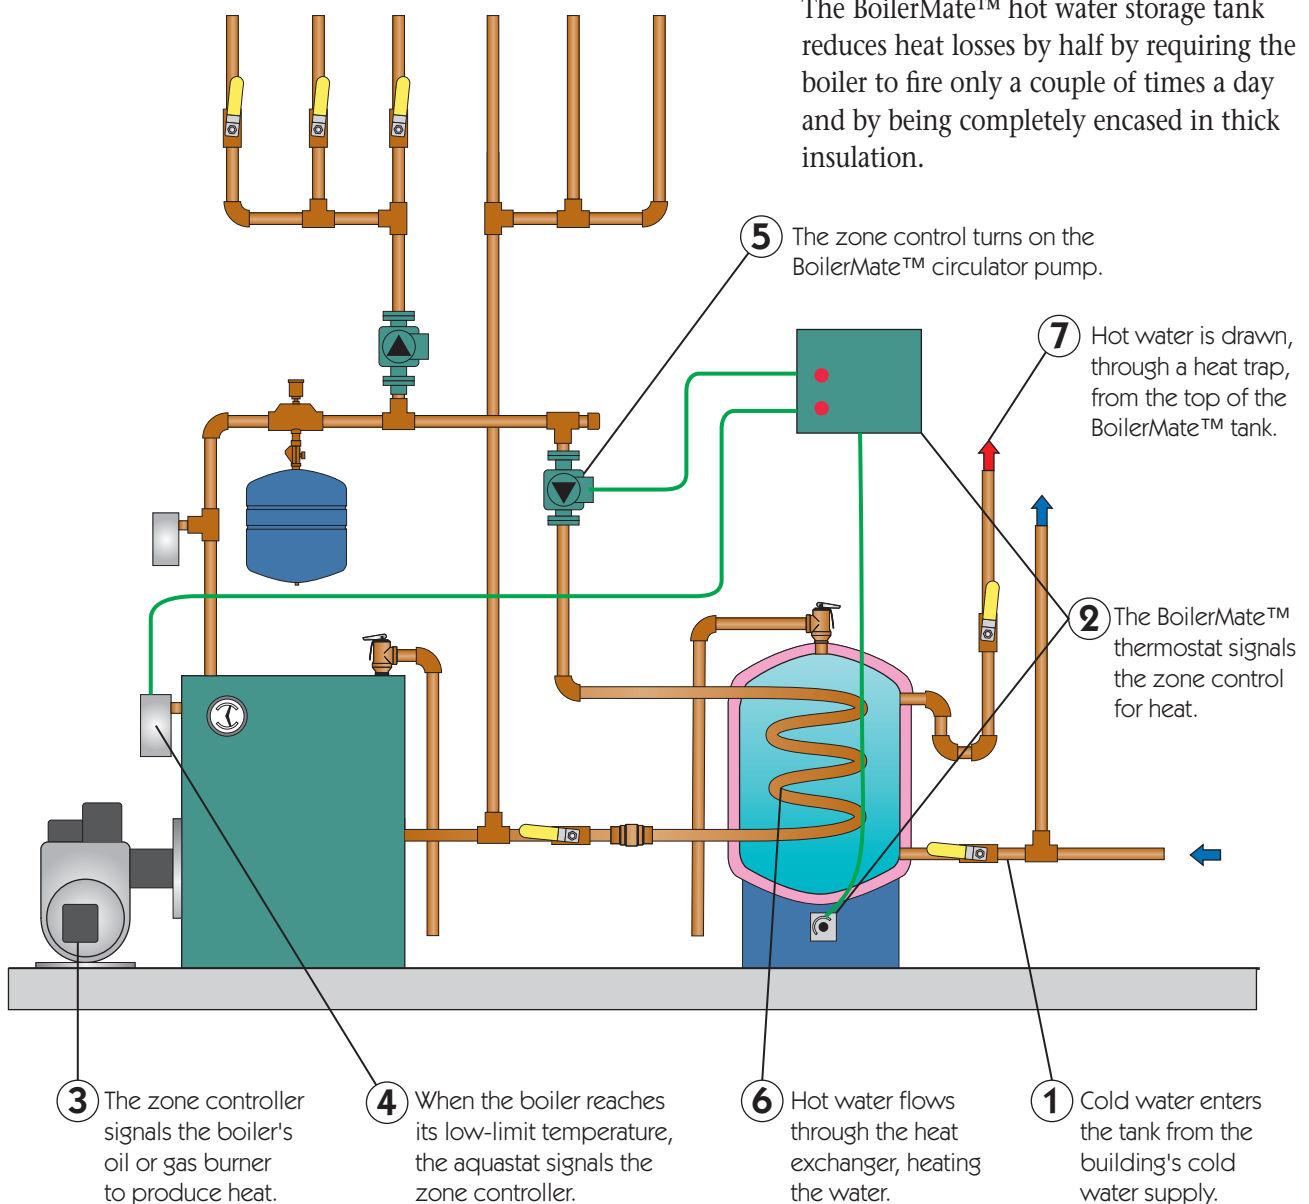 The BoilerMate™ hot water storage tank
reduces heat losses by half by requiring the
boiler to fire only a couple of times a day
and by being completely encased in thick
insulation.
5 The zone control turns on the
BoilerMate™ circulator pump.
7 Hot water is drawn,
through a heat trap,
from the top of the
BoilerMate™ tank.
2 The BoilerMate™
thermostat signals
the zone control
for heat.
3 The zone controller
signals the boiler's
oil or gas burner
to produce heat.
4 When the boiler reaches
its low-limit temperature,
the aquastat signals the
zone controller.
6 Hot water flows
through the heat
exchanger, heating
the water.
1 Cold water enters
the tank from the
building's cold
water supply.